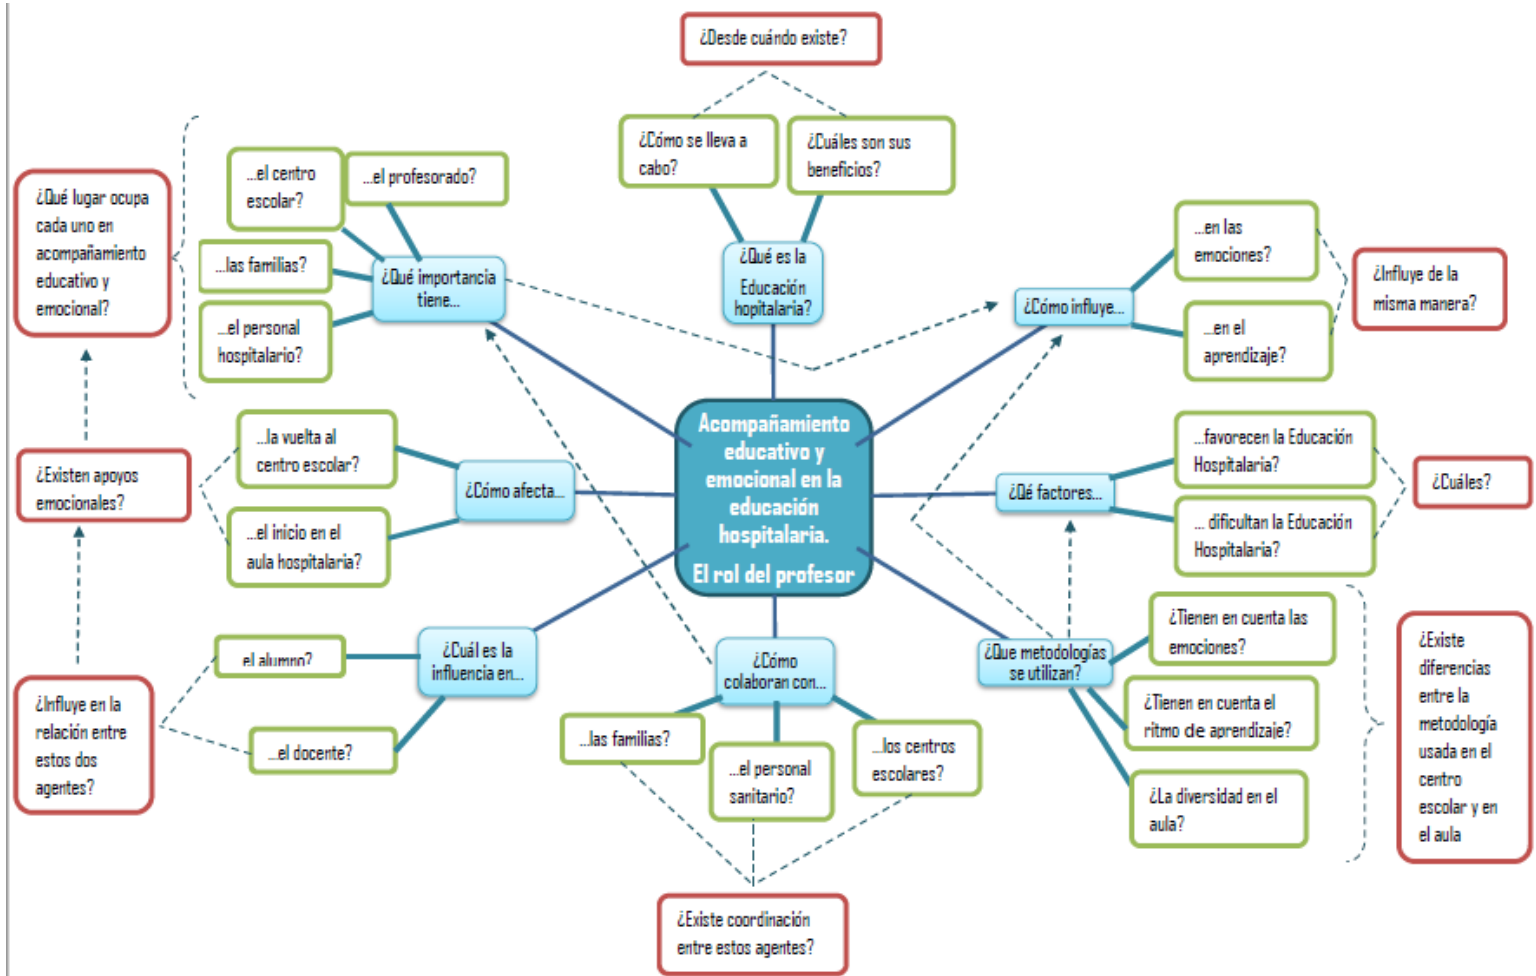 ¿Desde cuándo existe?
¿Cómo se lleva a
cabo?
¿Cuáles son sus
beneficios?
¿Qué es la
Educación
hopitalaria?
¿Qué lugar ocupa
cada uno en
acompañamiento
educativo y
emocional?
...el centro
escolar?
...el profesorado?
...las familias?
...el personal
hospitalario?
¿Qué importancia
tiene...
...en las
emociones?
¿Cómo influye...
...en el
aprendizaje?
¿Influye de la
misma manera?
Acompañamiento
educativo y
emocional en la
educación
hospitalaria.
El rol del profesor
¿Existen apoyos
emocionales?
...la vuelta al
centro escolar?
...el inicio en el
aula hospitalaria?
¿Cómo afecta...
¿Qé factores...
...favorecen la Educación
Hospitalaria?
... dificultan la Educación
Hospitalaria?
¿Cuáles?
¿Influye en la
relación entre
estos dos
agentes?
el alumno?
...el docente?
¿Cuál es la
influencia en...
¿Cómo
colaboran con...
...las familias?
...el personal
sanitario?
...los centros
escolares?
¿Existe coordinación
entre estos agentes?
¿Que metodologías
se utilizan?
¿Tienen en cuenta las
emociones?
¿Tienen en cuenta el
ritmo de aprendizaje?
¿La diversidad en el
aula?
¿Existe
diferencias
entre la
metodología
usada en el
centro
escolar y en
el aula